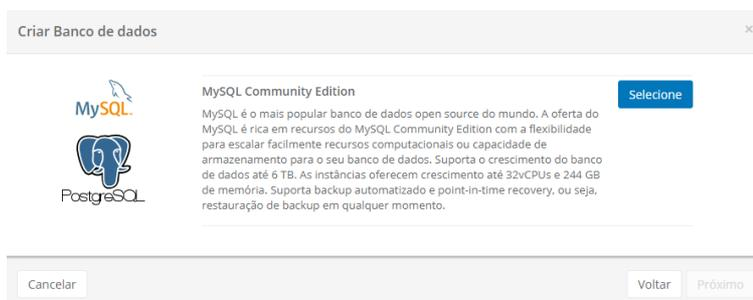 Criar Banco de dados
×
MySQL
PostgreSQL
MySQL Community Edition
Selecione
MySQL é o mais popular banco de dados open source do mundo. A oferta do
MySQL é rica em recursos do MySQL Community Edition com a flexibilidade
para escalar facilmente recursos computacionais ou capacidade de
armazenamento para o seu banco de dados. Suporta o crescimento do banco
de dados até 6 TB. As instâncias oferecem crescimento até 32vCPUs e 244 GB
de memória. Suporta backup automatizado e point-in-time recovery, ou seja,
restauração de backup em qualquer momento.
Cancelar
Voltar
Próximo